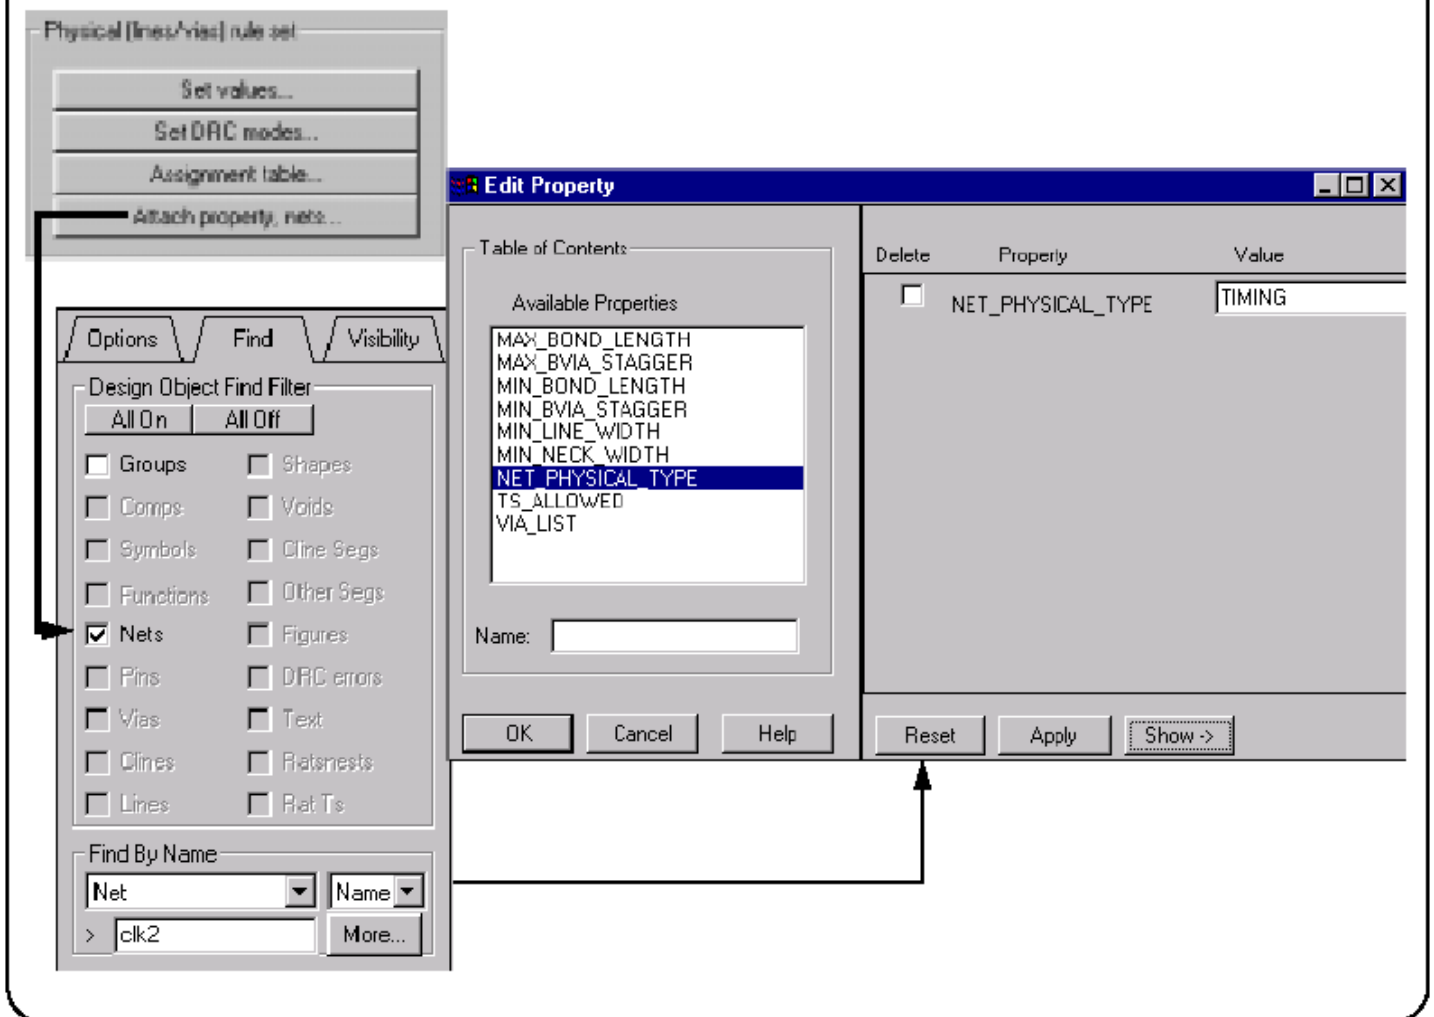 Physical (lines/vias) rule set
Set values...
Set DRC modes...
Assignment table...
Attach property, nets...
Edit Property
Table of Contents
Available Properties
MAX_BOND_LENGTH
MAX_BVIA_STAGGER
MIN_BOND_LENGTH
MIN_BVIA_STAGGER
MIN_LINE_WIDTH
MIN_NECK_WIDTH
NET_PHYSICAL_TYPE
TS_ALLOWED
VIA_LIST
Name:
OK Cancel Help
Delete Property Value
NET_PHYSICAL_TYPE TIMING
Reset Apply Show ->
Options Find Visibility
Design Object Find Filter
All On All Off
Groups Shapes
Comps Voids
Symbols Cline Segs
Functions Other Segs
Nets Figures
Pins DRC errors
Vias Text
Clines Ratsnests
Lines Rat Ts
Find By Name
Net Name
> clk2 More...